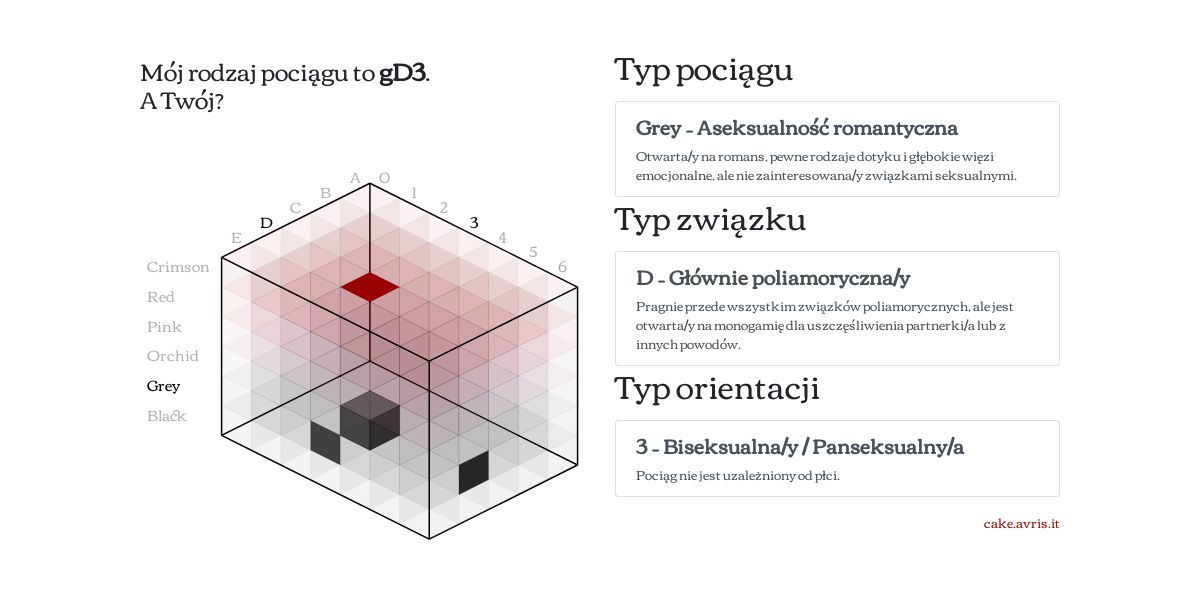 Mój rodzaj pociągu to gD3.
A Twój?
A O
B 1
C 2
D 3
E 4
5
6
Crimson
Red
Pink
Orchid
Grey
Black
Typ pociągu
Grey – Aseksualność romantyczna
Otwarta/y na romans, pewne rodzaje dotyku i głębokie więzi
emocjonalne, ale nie zainteresowana/y związkami seksualnymi.
Typ związku
D – Głównie poliamoryczna/y
Pragnie przede wszystkim związków poliamorycznych, ale jest
otwarta/y na monogamię dla uszczęśliwienia partnerki/a lub z
innych powodów.
Typ orientacji
3 – Biseksualna/y / Panseksualny/a
Pociąg nie jest uzależniony od płci.
cake.avris.it